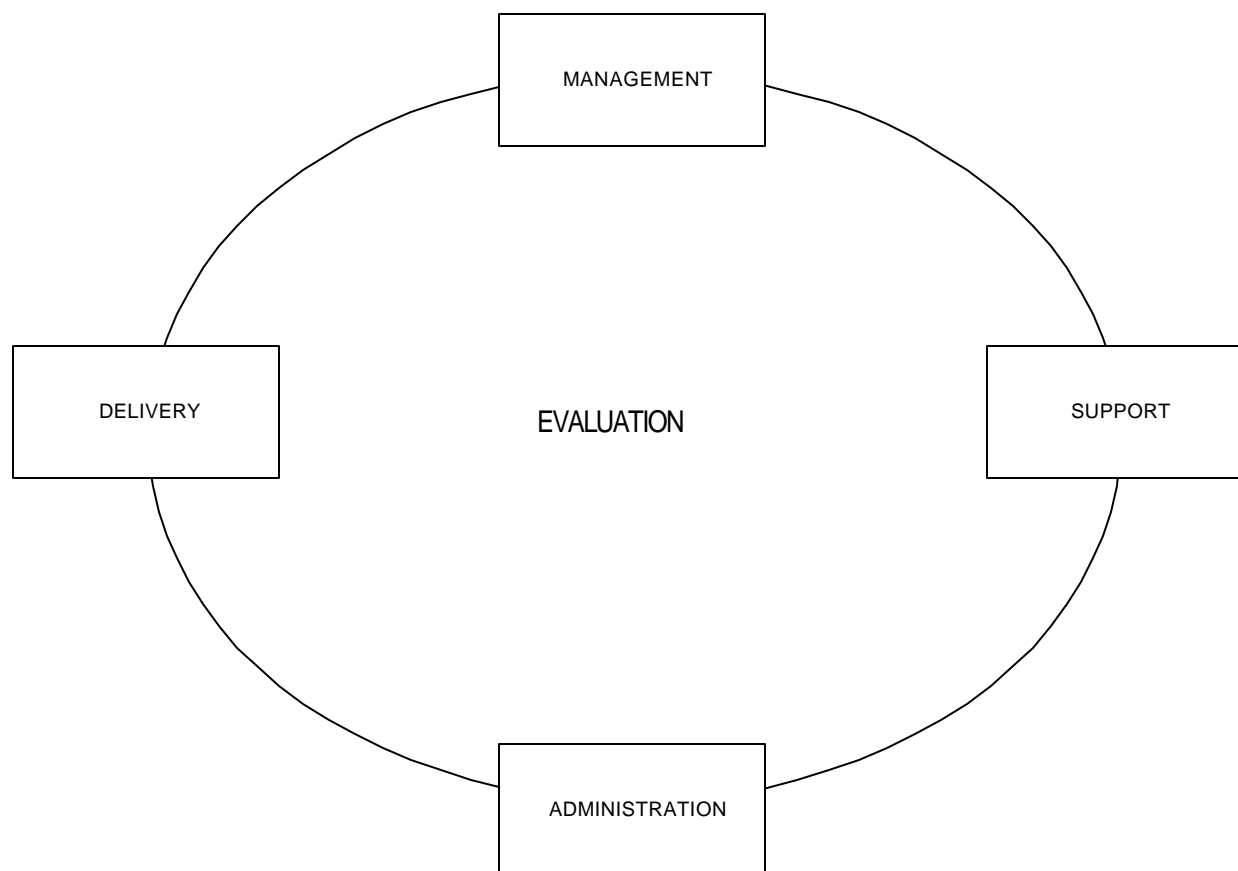 MANAGEMENT
DELIVERY
EVALUATION
SUPPORT
ADMINISTRATION